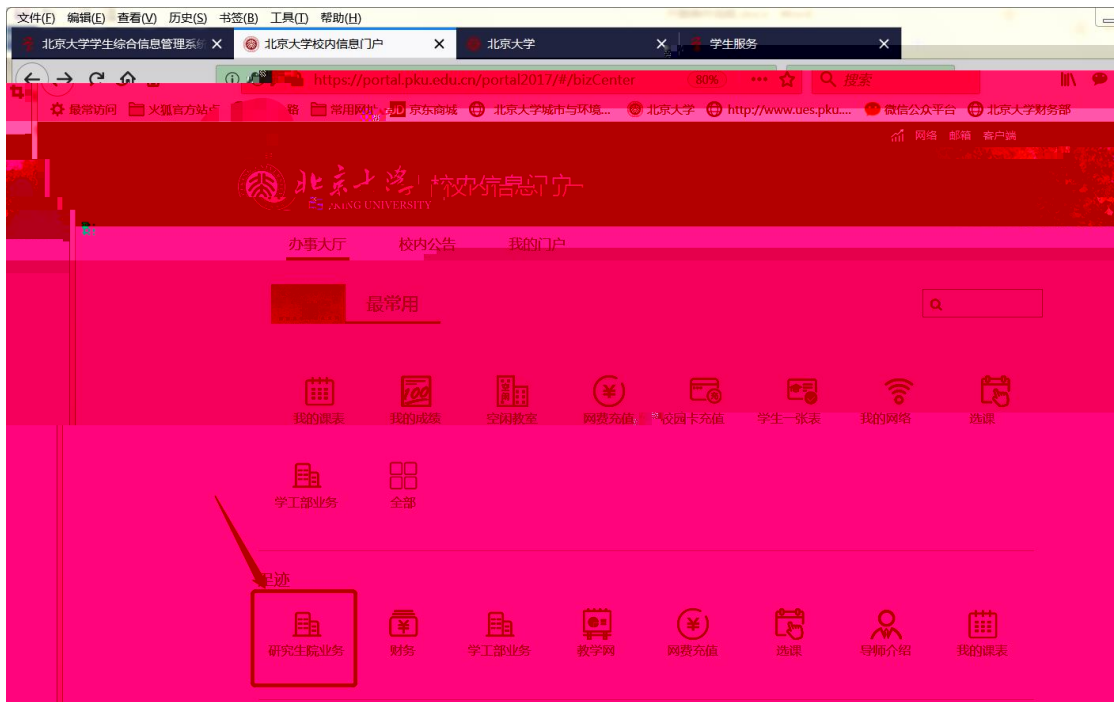 文件(F) 编辑(E) 查看(V) 历史(S) 书签(B) 工具(T) 帮助(H)
北京大学学生综合信息管理系统 北京大学校内信息门户 北京大学 学生服务
https://portal.pku.edu.cn/portal2017/#/bizCenter 80% 搜索
最常访问 火狐官方站点 常用网址 京东商城 北京大学城市与环境... 北京大学 http://www.ues.pku.... 微信公众平台 北京大学财务部
网络 邮箱 客户端
北京大学 校内信息门户
UNIVERSITY
办事大厅 校内公告 我的门户
最常用
我的课表 我的成绩 空闲教室 网费充值 校园卡充值 学生一张表 我的网络 选课
学工部业务 全部
足迹
研究生院业务 财务 学工部业务 教学网 网费充值 选课 导师介绍 我的课表